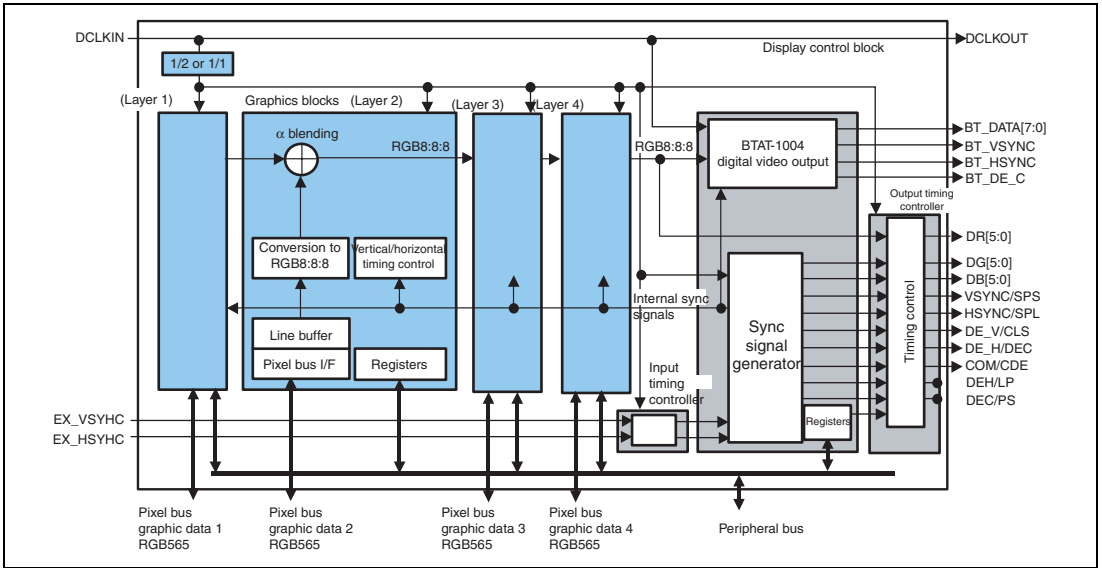 DCLKIN
DCLKOUT
Display control block
1/2 or 1/1
(Layer 1)
Graphics blocks
(Layer 2)
(Layer 3)
(Layer 4)
α blending
RGB8:8:8
RGB8:8:8
BTAT-1004
digital video output
BT_DATA[7:0]
BT_VSYNC
BT_HSYNC
BT_DE_C
Output timing
controller
Conversion to
RGB8:8:8
Vertical/horizontal
timing control
DR[5:0]
DG[5:0]
DB[5:0]
VSYNC/SPS
HSYNC/SPL
DE_V/CLS
DE_H/DEC
COM/CDE
DEH/LP
DEC/PS
Internal sync
signals
Line buffer
Pixel bus I/F
Registers
Sync
signal
generator
Timing control
Input
timing
controller
Registers
EX_VSYHC
EX_HSYHC
Pixel bus
graphic data 1
RGB565
Pixel bus
graphic data 2
RGB565
Pixel bus
graphic data 3
RGB565
Pixel bus
graphic data 4
RGB565
Peripheral bus